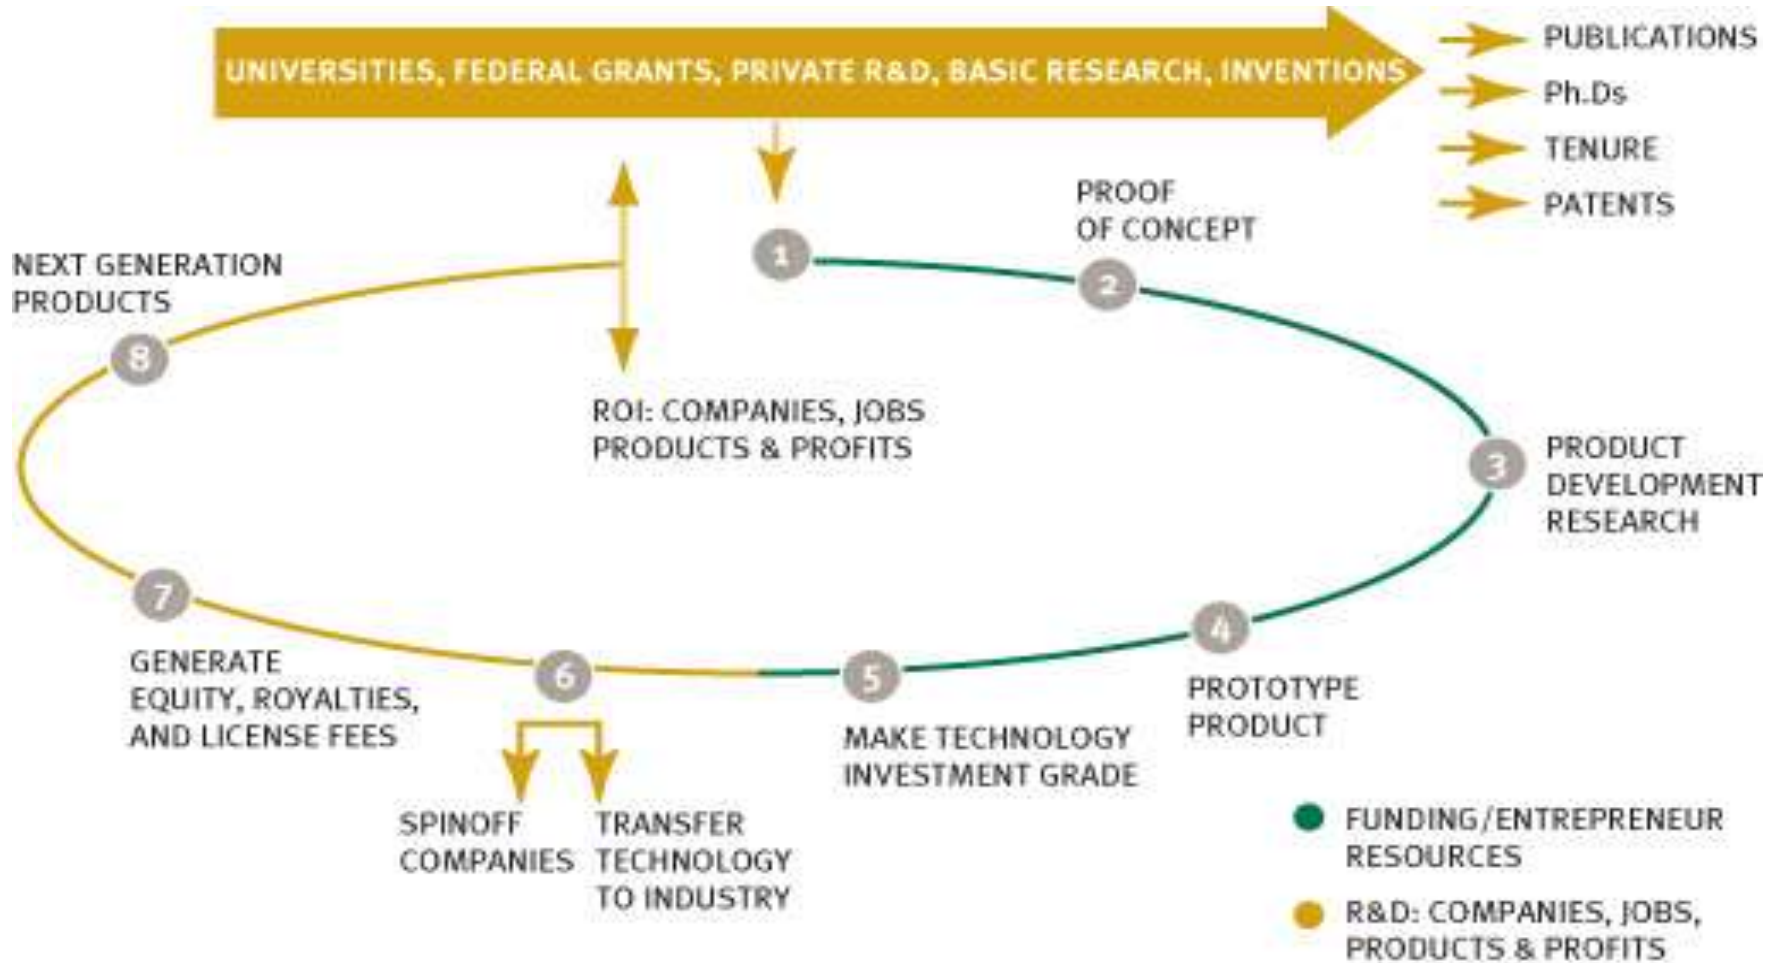 UNIVERSITIES, FEDERAL GRANTS, PRIVATE R&D, BASIC RESEARCH, INVENTIONS
PUBLICATIONS
Ph.Ds
TENURE
PATENTS
1
PROOF
OF CONCEPT
2
PRODUCT
DEVELOPMENT
RESEARCH
3
4
PROTOTYPE
PRODUCT
5
MAKE TECHNOLOGY
INVESTMENT GRADE
6
SPINOFF
COMPANIES
TRANSFER
TECHNOLOGY
TO INDUSTRY
7
GENERATE
EQUITY, ROYALTIES,
AND LICENSE FEES
NEXT GENERATION
PRODUCTS
8
ROI: COMPANIES, JOBS
PRODUCTS & PROFITS
FUNDING/ENTREPRENEUR
RESOURCES
R&D: COMPANIES, JOBS,
PRODUCTS & PROFITS